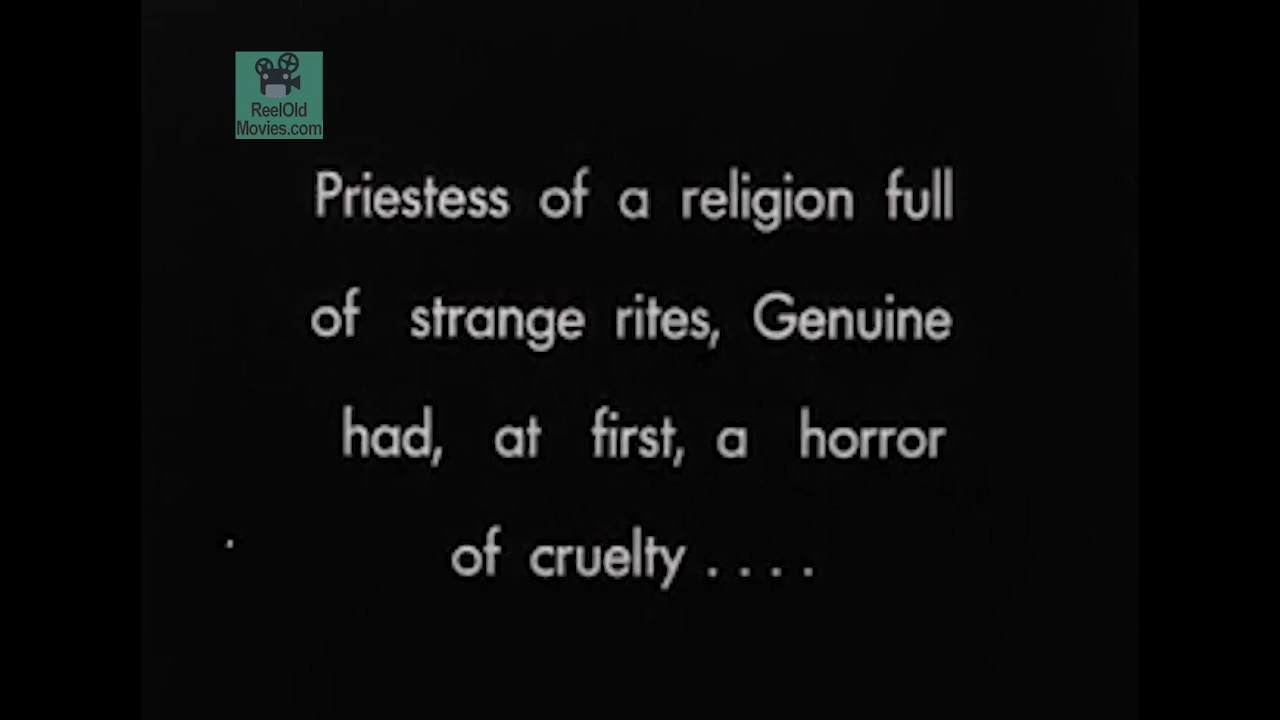 ReelOld
Movies.com
Priestess of a religion full
of strange rites, Genuine
had, at first, a horror
of cruelty . . . .